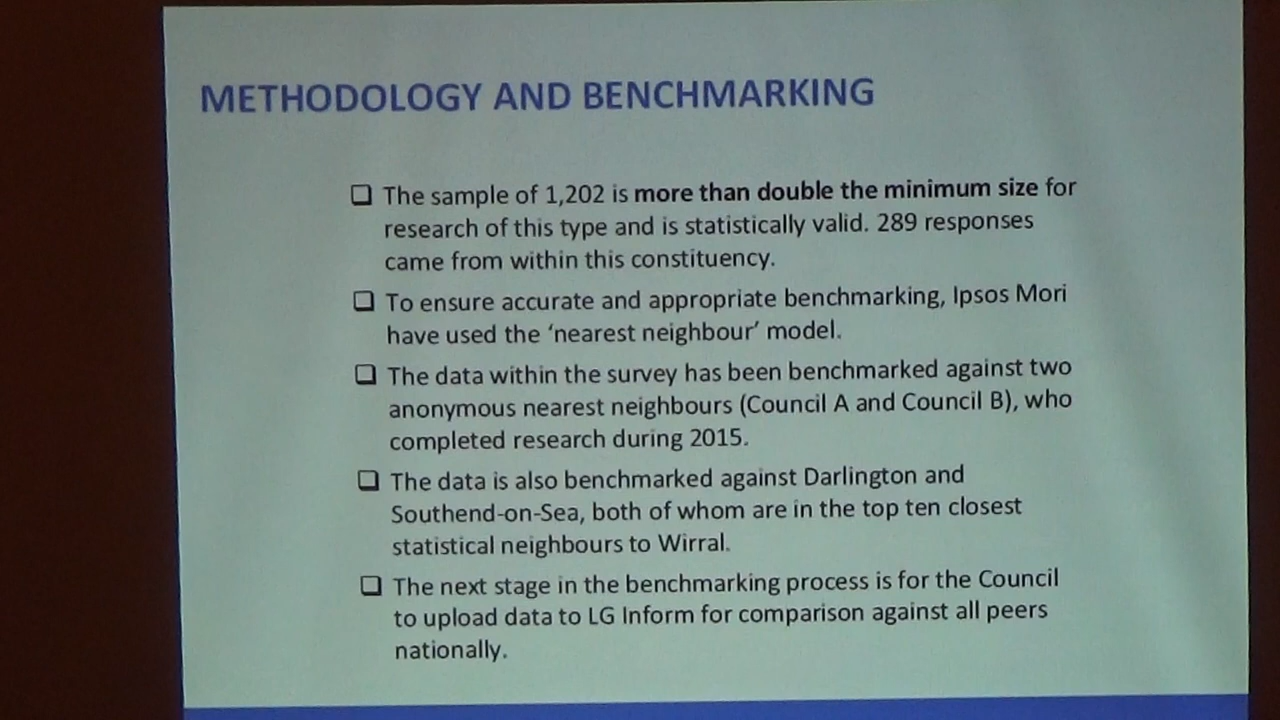 METHODOLOGY AND BENCHMARKING
❑ The sample of 1,202 is more than double the minimum size for
research of this type and is statistically valid. 289 responses
came from within this constituency.
❑ To ensure accurate and appropriate benchmarking, Ipsos Mori
have used the ‘nearest neighbour’ model.
❑ The data within the survey has been benchmarked against two
anonymous nearest neighbours (Council A and Council B), who
completed research during 2015.
❑ The data is also benchmarked against Darlington and
Southend-on-Sea, both of whom are in the top ten closest
statistical neighbours to Wirral.
❑ The next stage in the benchmarking process is for the Council
to upload data to LG Inform for comparison against all peers
nationally.